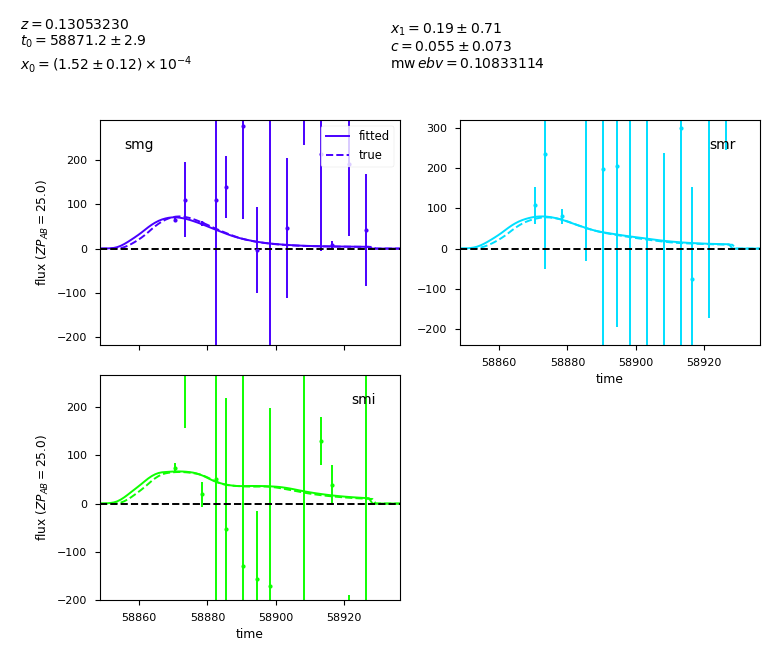 z = 0.13053230
t₀ = 58871.2 ± 2.9
x₀ = (1.52 ± 0.12) × 10⁻⁴
x₁ = 0.19 ± 0.71
c = 0.055 ± 0.073
mw ebv = 0.10833114
smg
fitted
true
200
100
0
−100
−200
flux (ZP_AB = 25.0)
smr
300
200
100
0
−100
−200
58860 58880 58900 58920
time
smi
200
100
0
−100
−200
flux (ZP_AB = 25.0)
58860 58880 58900 58920
time